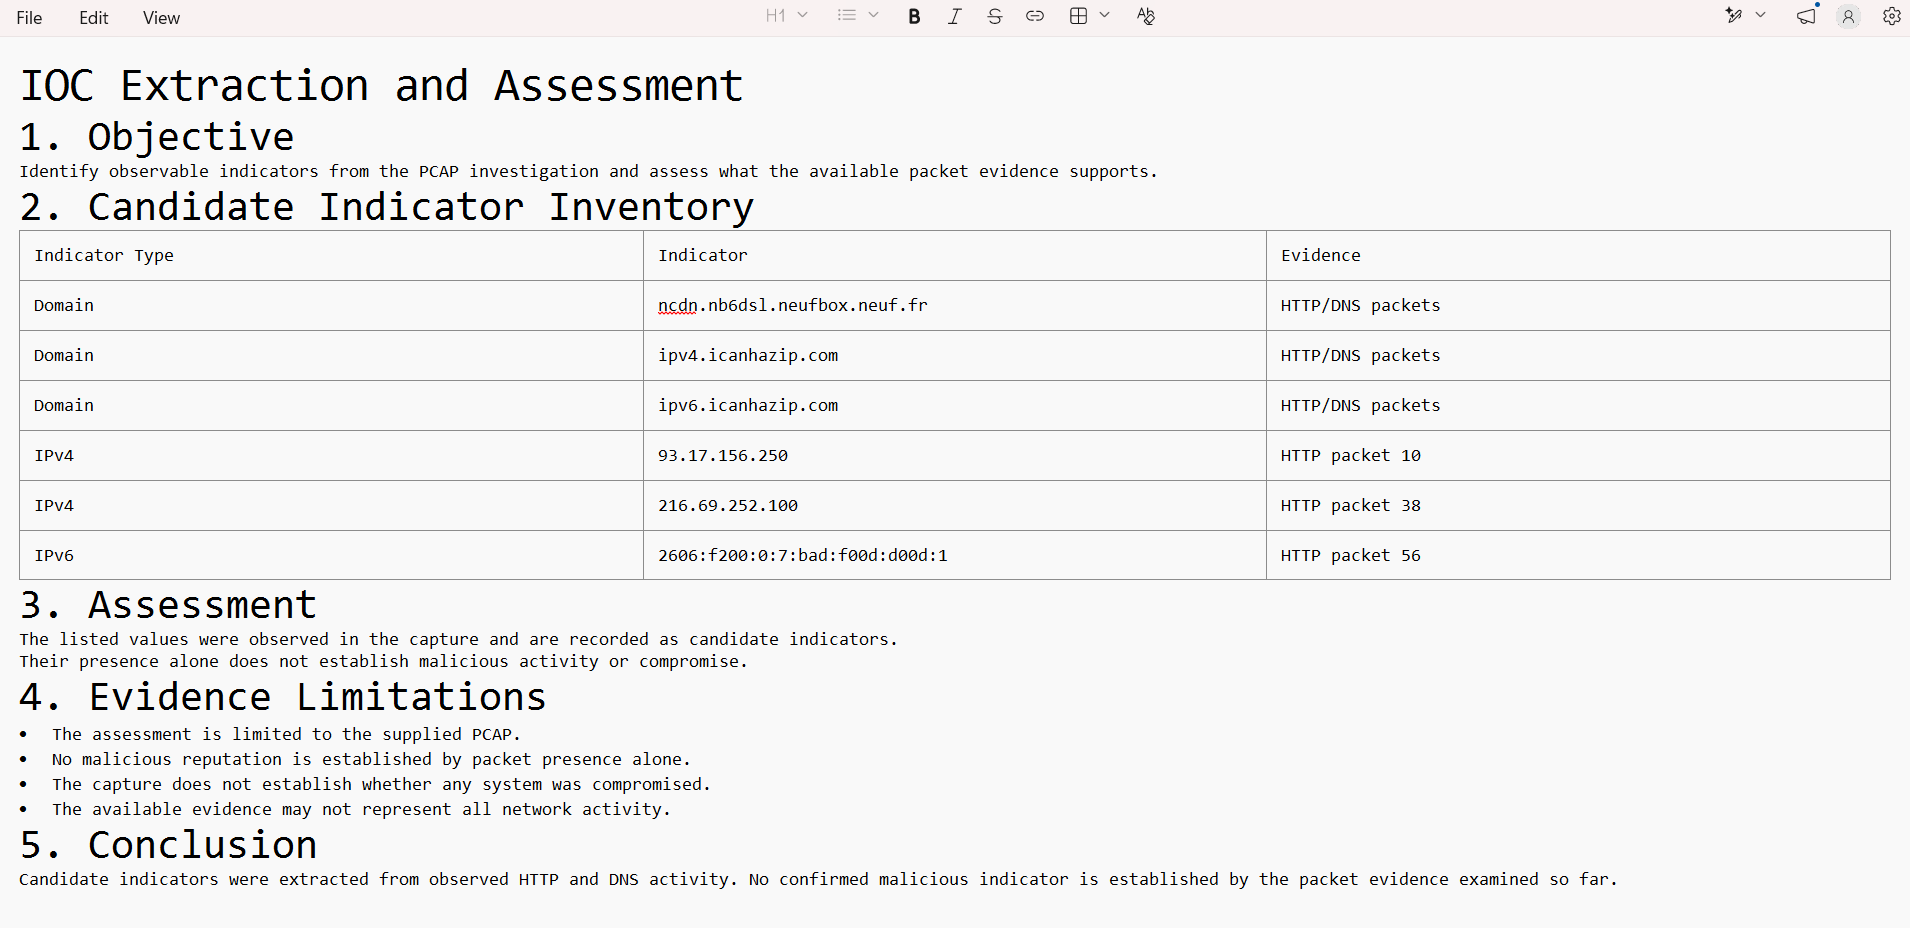 File Edit View H1
IOC Extraction and Assessment
1. Objective
Identify observable indicators from the PCAP investigation and assess what the available packet evidence supports.
2. Candidate Indicator Inventory
Indicator Type Indicator Evidence
Domain ncdn.nb6dsl.neufbox.neuf.fr HTTP/DNS packets
Domain ipv4.icanhazip.com HTTP/DNS packets
Domain ipv6.icanhazip.com HTTP/DNS packets
IPv4 93.17.156.250 HTTP packet 10
IPv4 216.69.252.100 HTTP packet 38
IPv6 2606:f200:0:7:bad:f00d:d00d:1 HTTP packet 56
3. Assessment
The listed values were observed in the capture and are recorded as candidate indicators.
Their presence alone does not establish malicious activity or compromise.
4. Evidence Limitations
• The assessment is limited to the supplied PCAP.
• No malicious reputation is established by packet presence alone.
• The capture does not establish whether any system was compromised.
• The available evidence may not represent all network activity.
5. Conclusion
Candidate indicators were extracted from observed HTTP and DNS activity. No confirmed malicious indicator is established by the packet evidence examined so far.